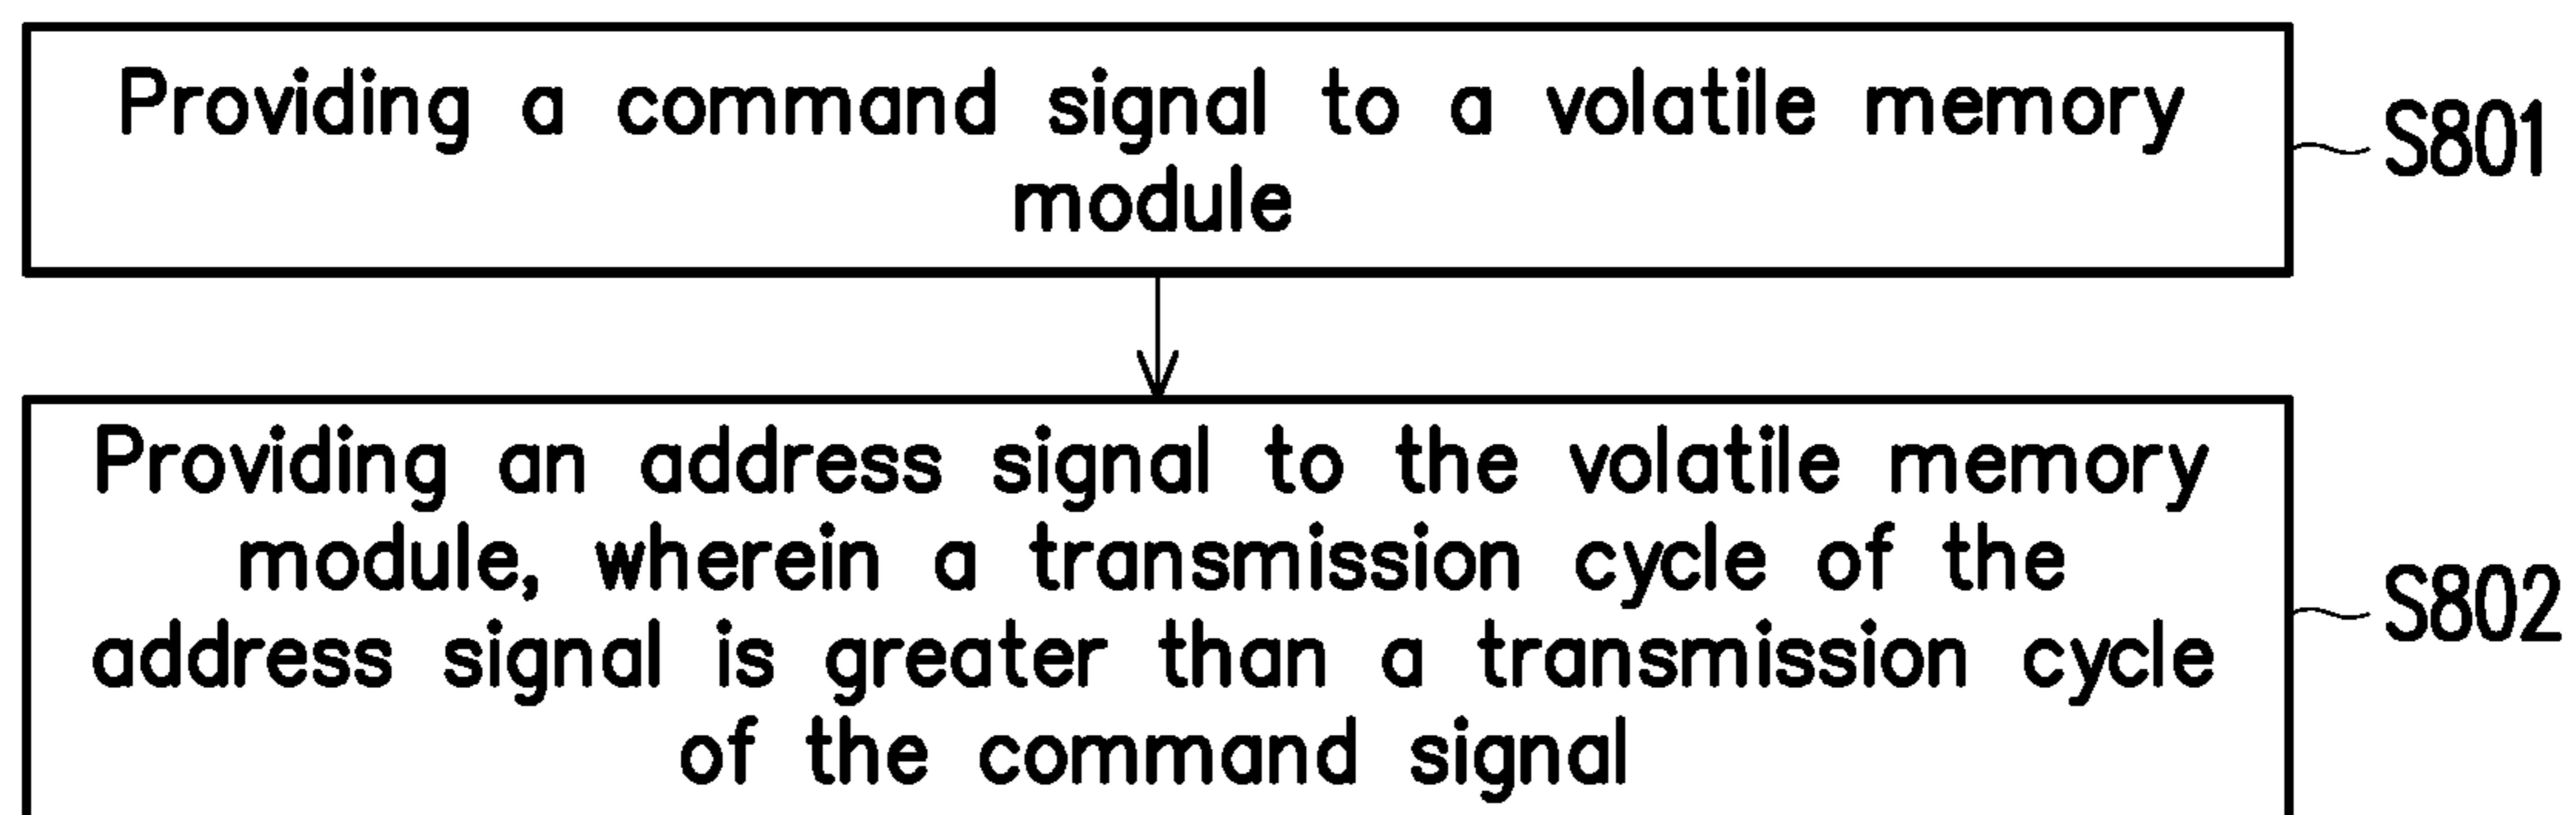 Providing a command signal to a volatile memory
module
S801
Providing an address signal to the volatile memory
module, wherein a transmission cycle of the
address signal is greater than a transmission cycle
of the command signal
S802